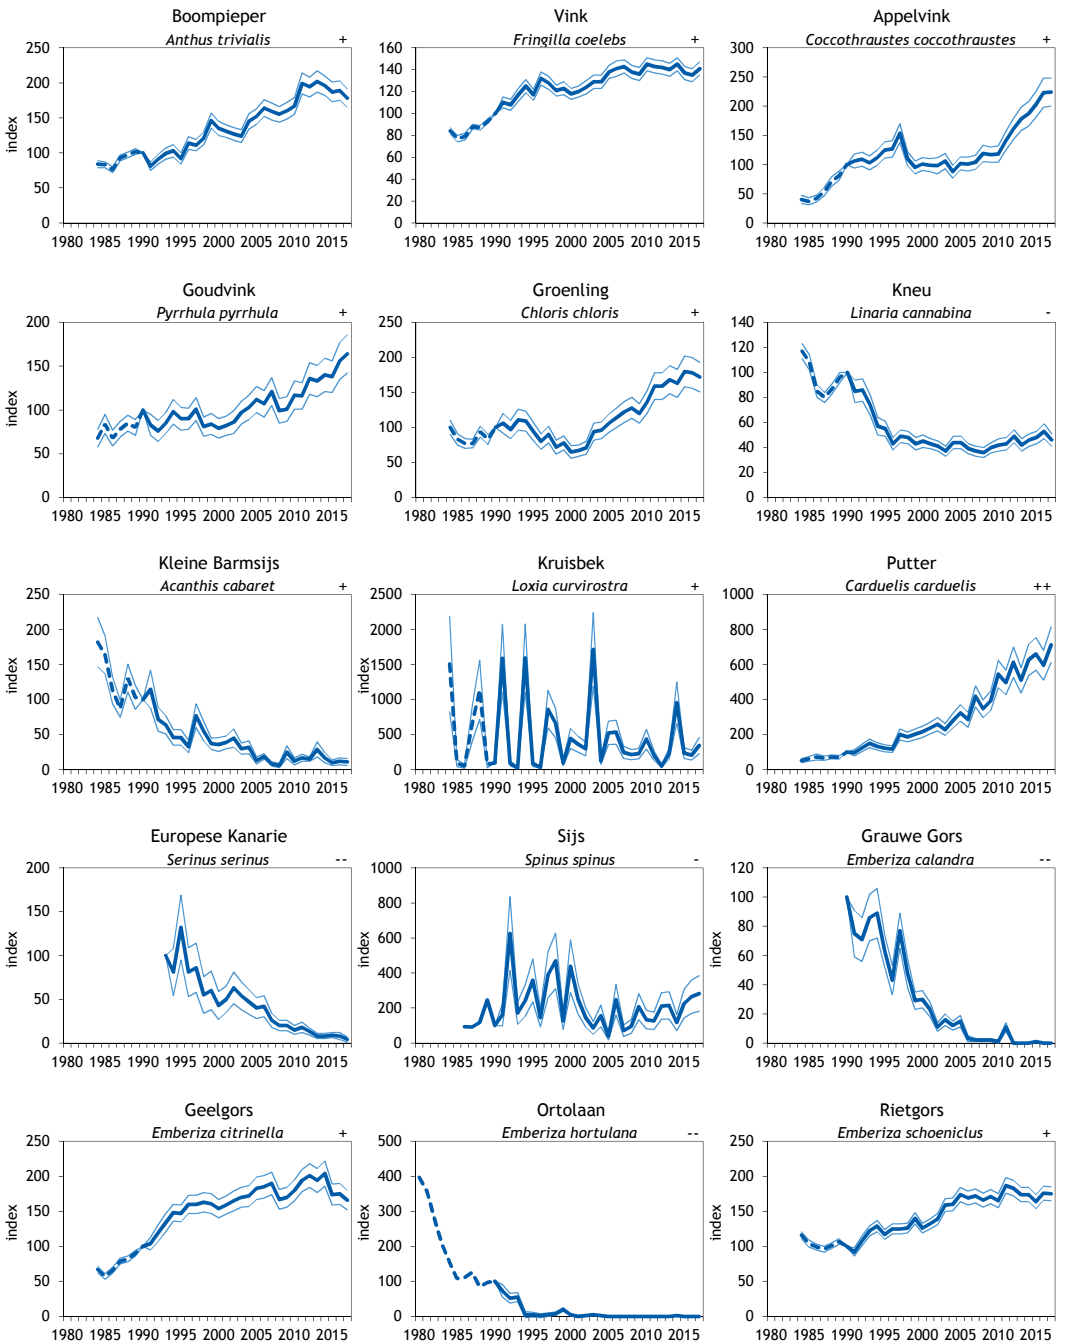 Boompieper
Anthus trivialis +
250
200
150
100
50
0
index
1980 1985 1990 1995 2000 2005 2010 2015
Vink
Fringilla coelebs +
160
140
120
100
80
60
40
20
0
1980 1985 1990 1995 2000 2005 2010 2015
Appelvink
Coccothraustes coccothraustes +
300
250
200
150
100
50
0
1980 1985 1990 1995 2000 2005 2010 2015
Goudvink
Pyrrhula pyrrhula +
200
150
100
50
0
index
1980 1985 1990 1995 2000 2005 2010 2015
Groenling
Chloris chloris +
250
200
150
100
50
0
1980 1985 1990 1995 2000 2005 2010 2015
Kneu
Linaria cannabina -
140
120
100
80
60
40
20
0
1980 1985 1990 1995 2000 2005 2010 2015
Kleine Barmsijs
Acanthis cabaret +
250
200
150
100
50
0
index
1980 1985 1990 1995 2000 2005 2010 2015
Kruisbek
Loxia curvirostra +
2500
2000
1500
1000
500
0
index
1980 1985 1990 1995 2000 2005 2010 2015
Putter
Carduelis carduelis ++
1000
800
600
400
200
0
index
1980 1985 1990 1995 2000 2005 2010 2015
Europese Kanarie
Serinus serinus --
200
150
100
50
0
index
1980 1985 1990 1995 2000 2005 2010 2015
Sijs
Spinus spinus -
1000
800
600
400
200
0
index
1980 1985 1990 1995 2000 2005 2010 2015
Grauwe Gors
Emberiza calandra --
120
100
80
60
40
20
0
index
1980 1985 1990 1995 2000 2005 2010 2015
Geelgors
Emberiza citrinella +
250
200
150
100
50
0
index
1980 1985 1990 1995 2000 2005 2010 2015
Ortolaan
Emberiza hortulana --
500
400
300
200
100
0
index
1980 1985 1990 1995 2000 2005 2010 2015
Rietgors
Emberiza schoeniclus +
250
200
150
100
50
0
index
1980 1985 1990 1995 2000 2005 2010 2015